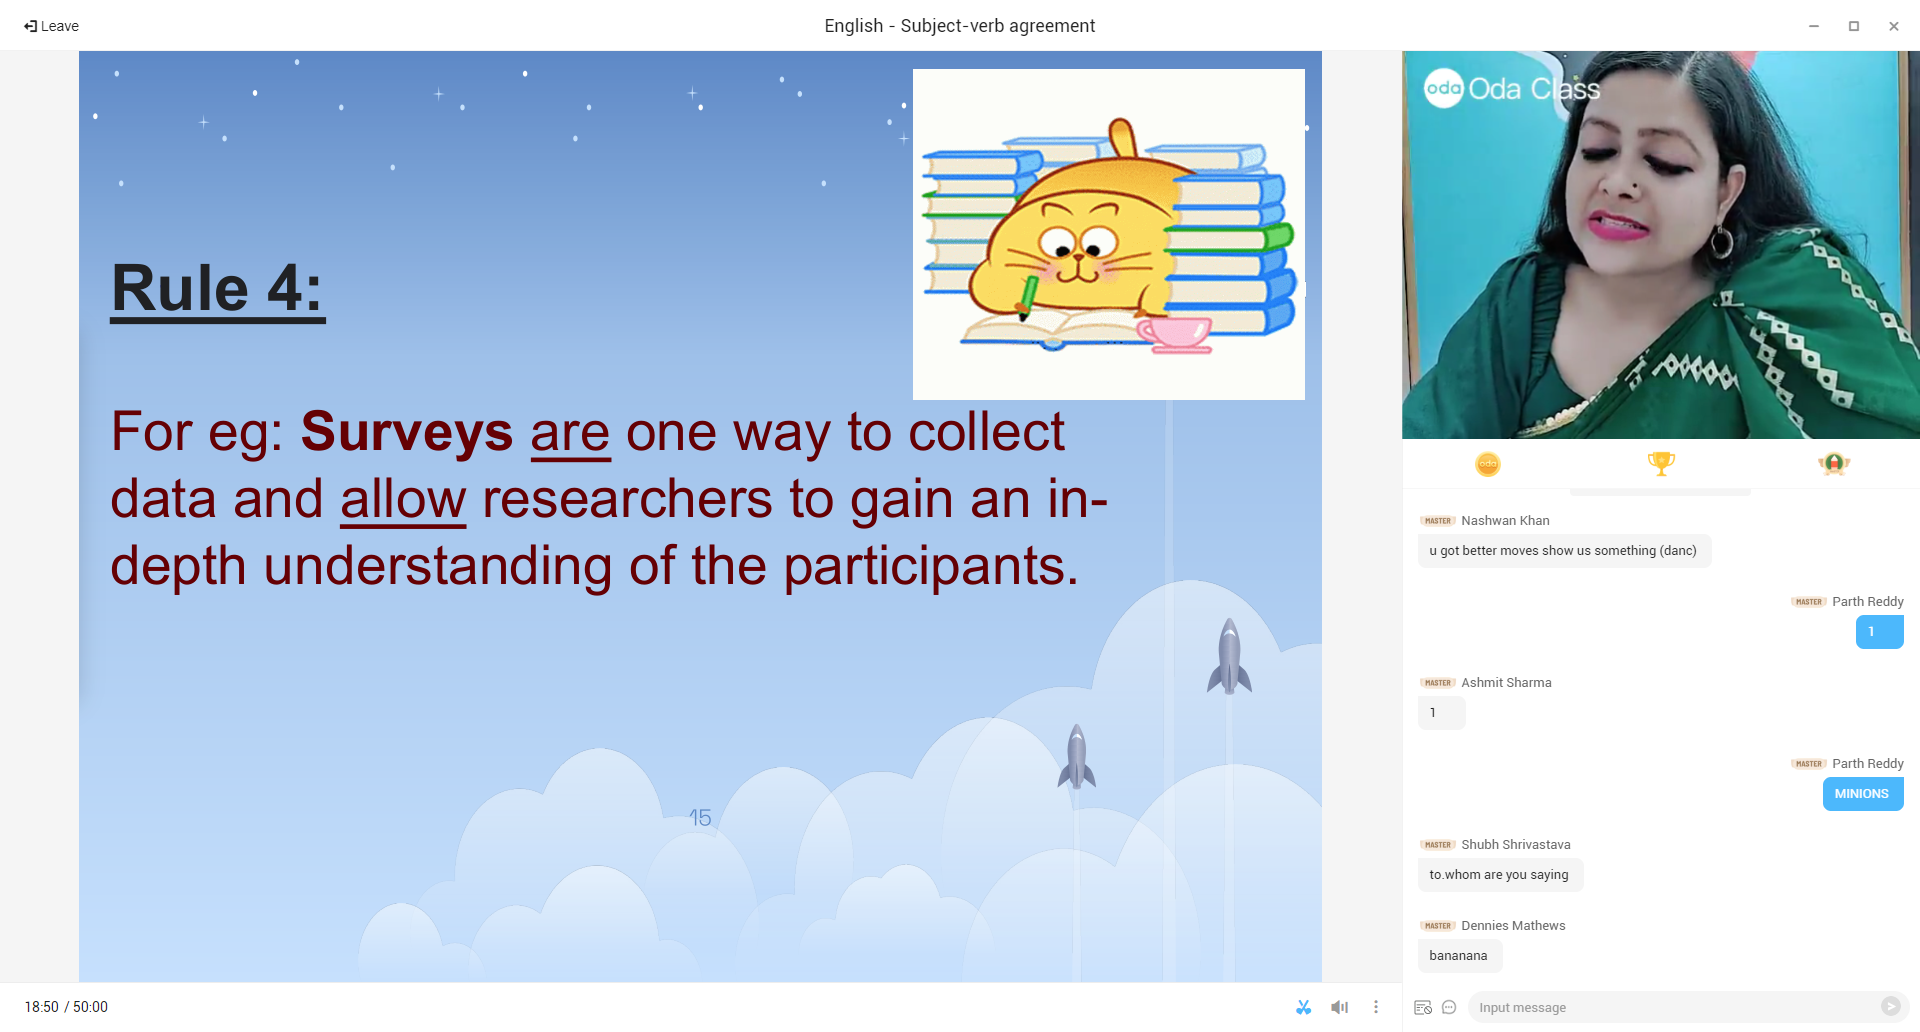 Leave
English - Subject-verb agreement
Rule 4:
For eg: Surveys are one way to collect
data and allow researchers to gain an in-
depth understanding of the participants.
15
18:50 / 50:00
oda Oda Class
oda
MASTER Nashwan Khan
u got better moves show us something (danc)
MASTER Parth Reddy
1
MASTER Ashmit Sharma
1
MASTER Parth Reddy
MINIONS
MASTER Shubh Shrivastava
to.whom are you saying
MASTER Dennies Mathews
bananana
Input message